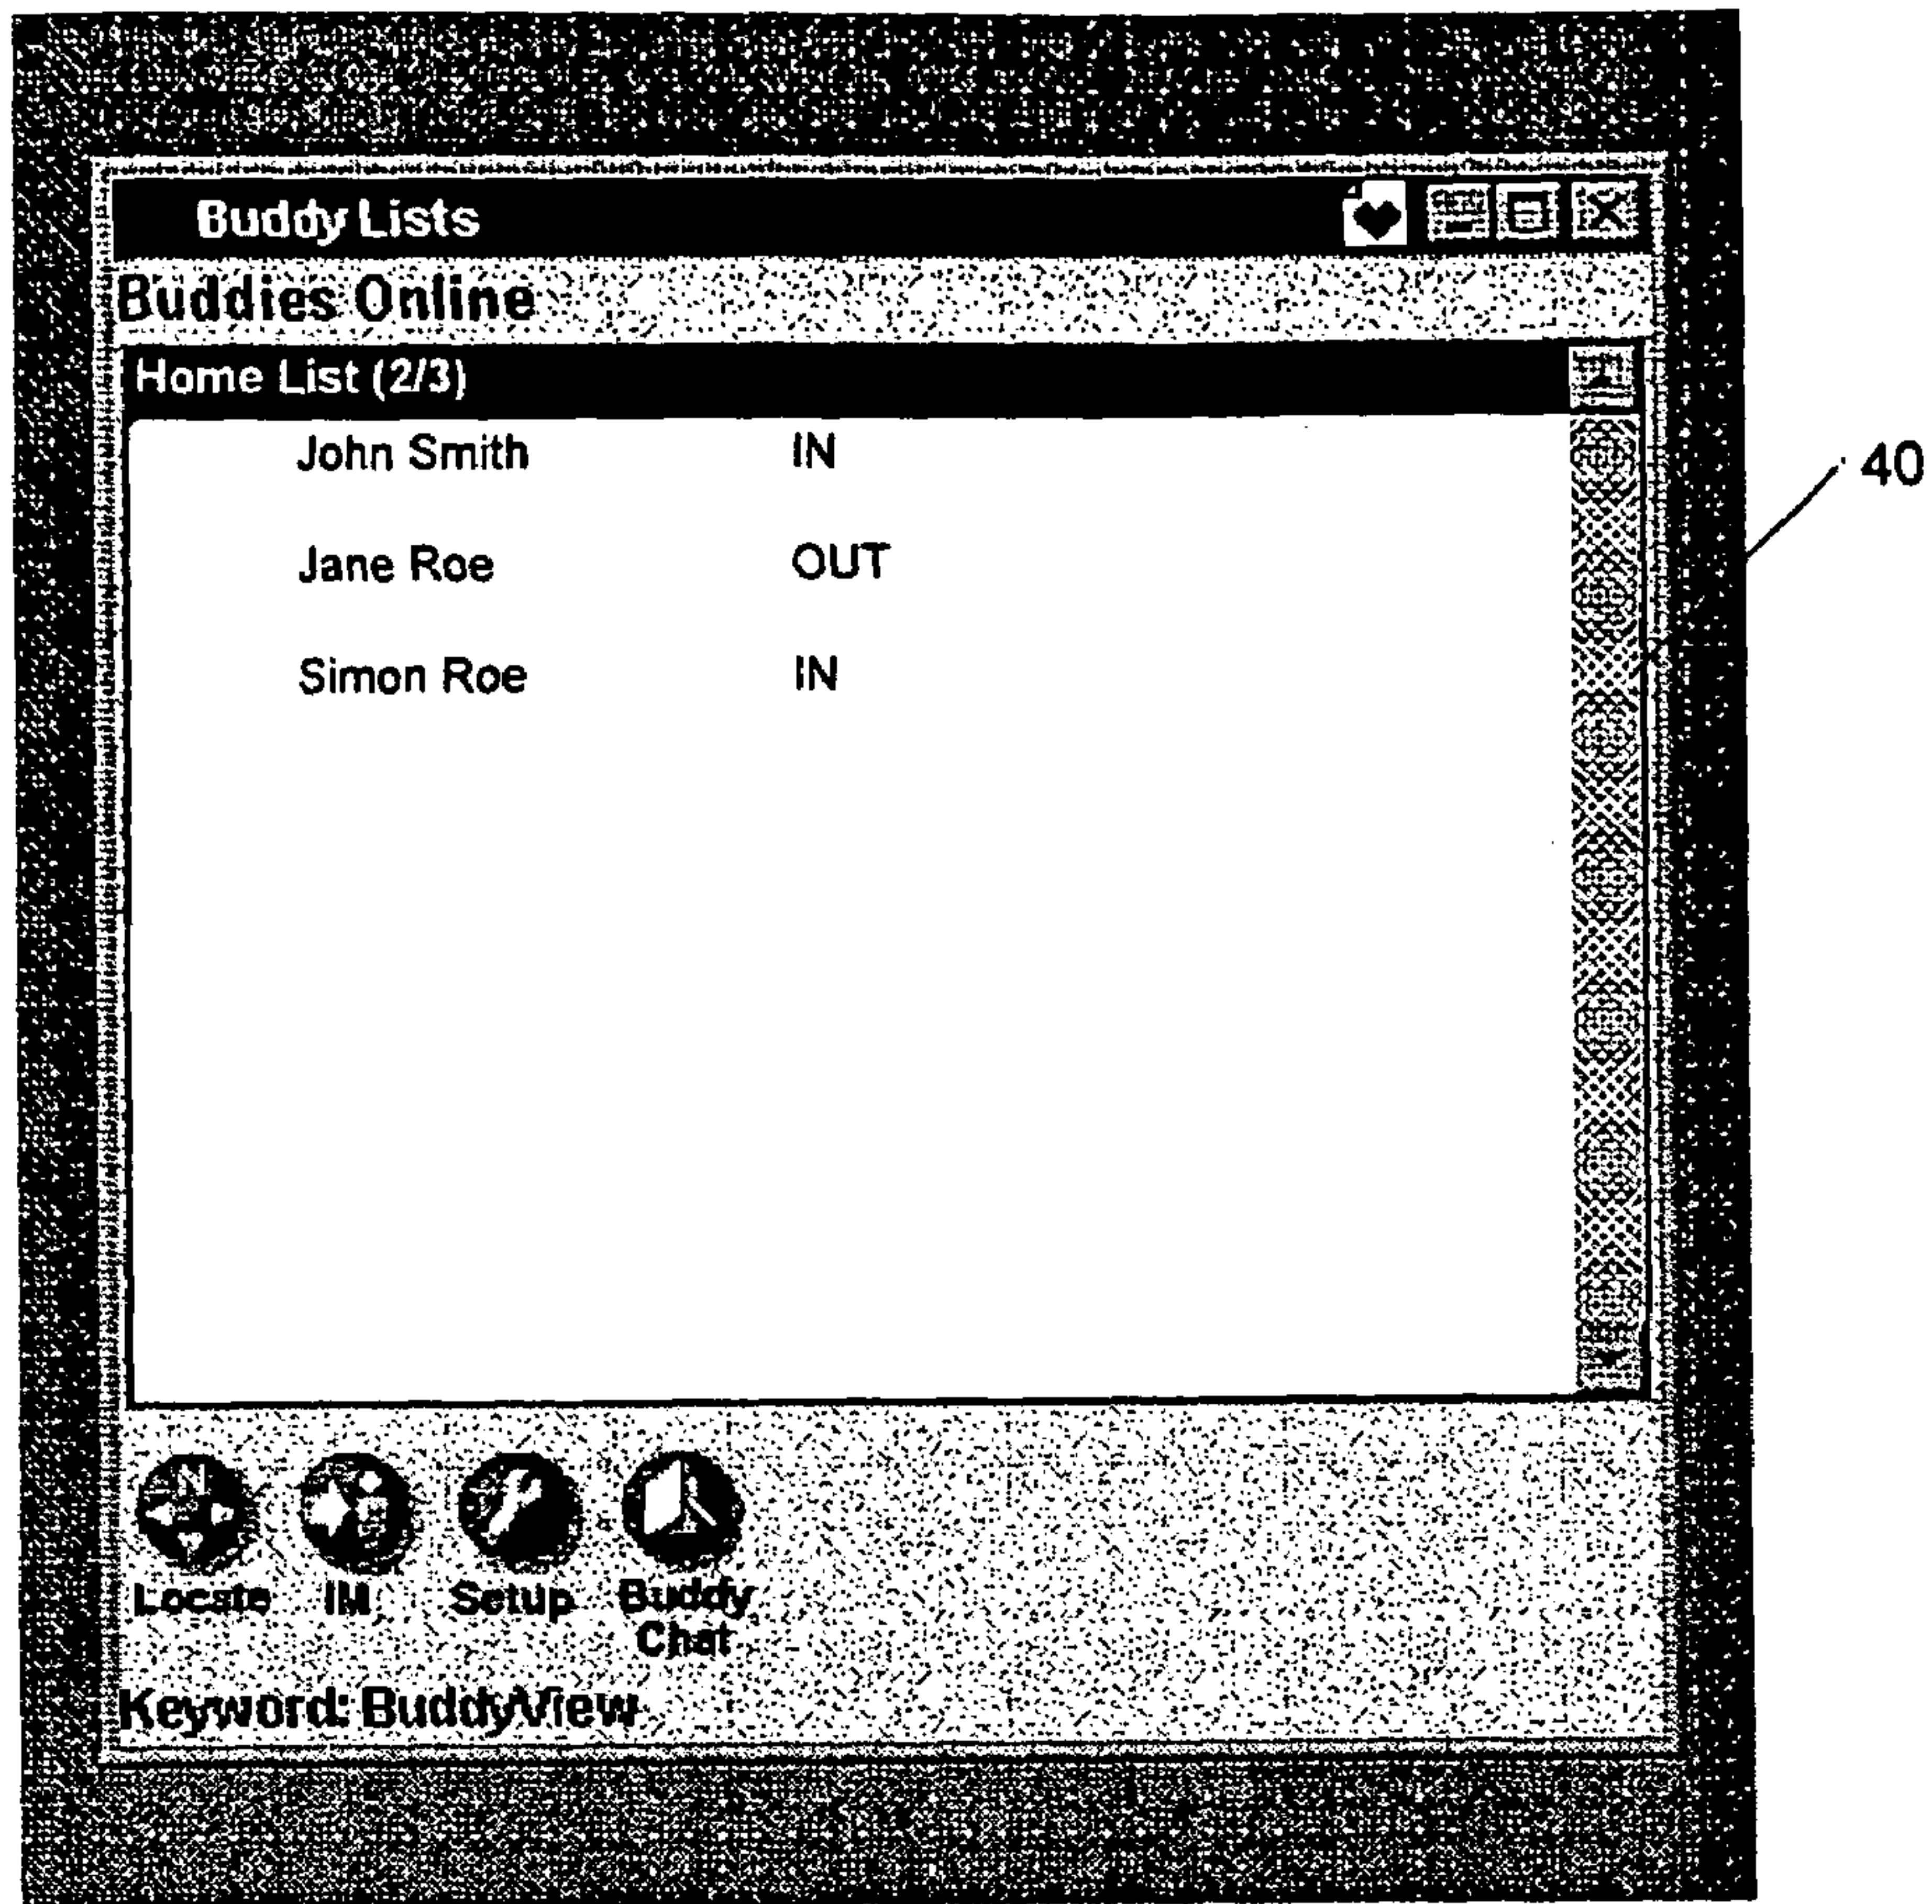 Buddy Lists
Buddies Online
Home List (2/3)
John Smith IN
Jane Roe OUT
Simon Roe IN
40
N
Locate IM Setup Buddy
Chat
Keyword: BuddyView